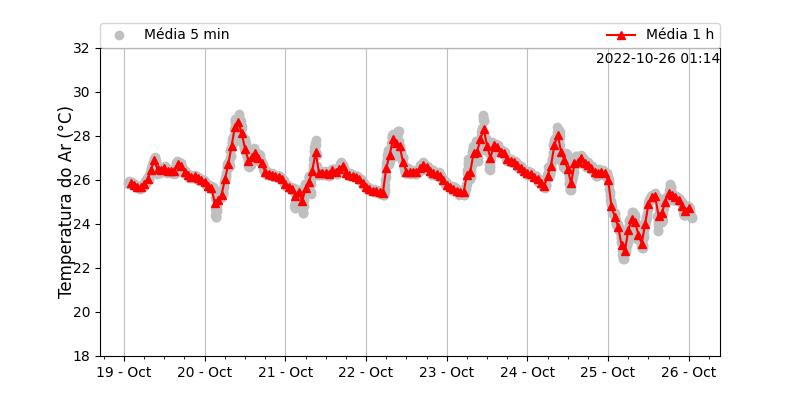 Média 5 min
Média 1 h
2022-10-26 01:14
Temperatura do Ar (°C)
32
30
28
26
24
22
20
18
19 - Oct
20 - Oct
21 - Oct
22 - Oct
23 - Oct
24 - Oct
25 - Oct
26 - Oct